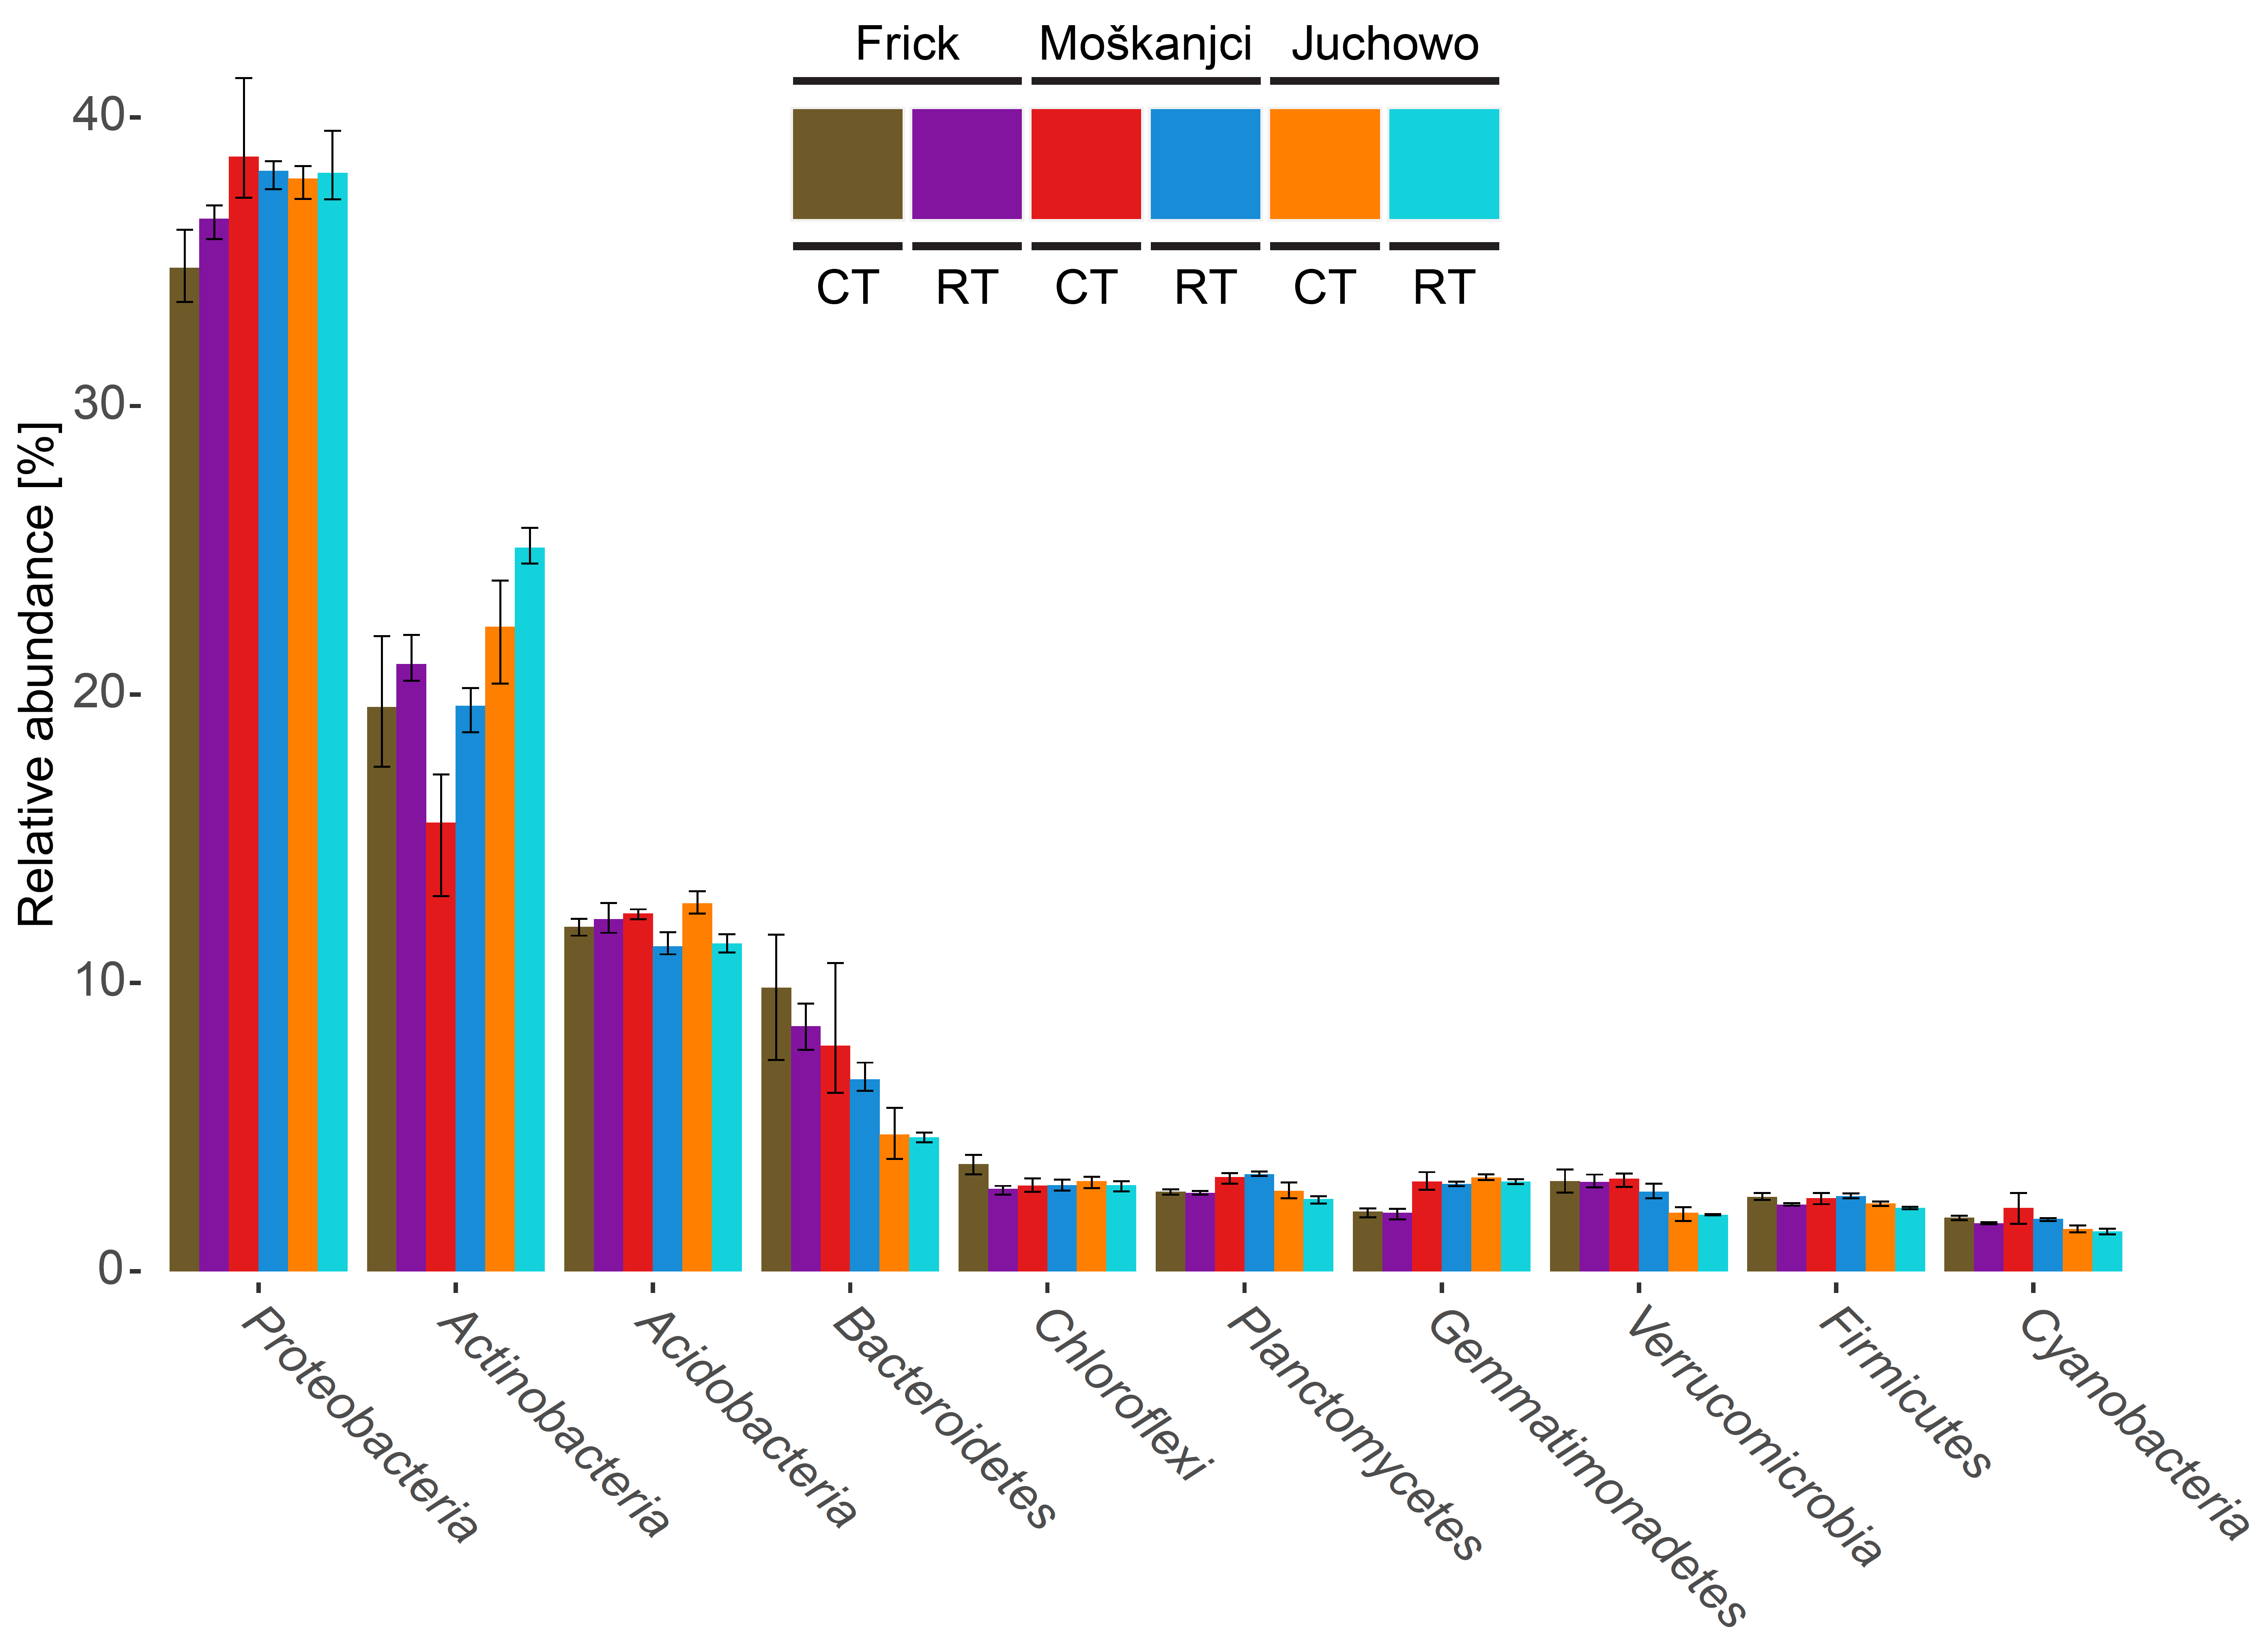 Frick Moškanjci Juchowo
CT RT CT RT CT RT
Relative abundance [%]
40
30
20
10
0
Proteobacteria
Actinobacteria
Acidobacteria
Bacteroidetes
Chloroflexi
Planctomycetes
Gemmatimonadetes
Verrucomicrobia
Firmicutes
Cyanobacteria